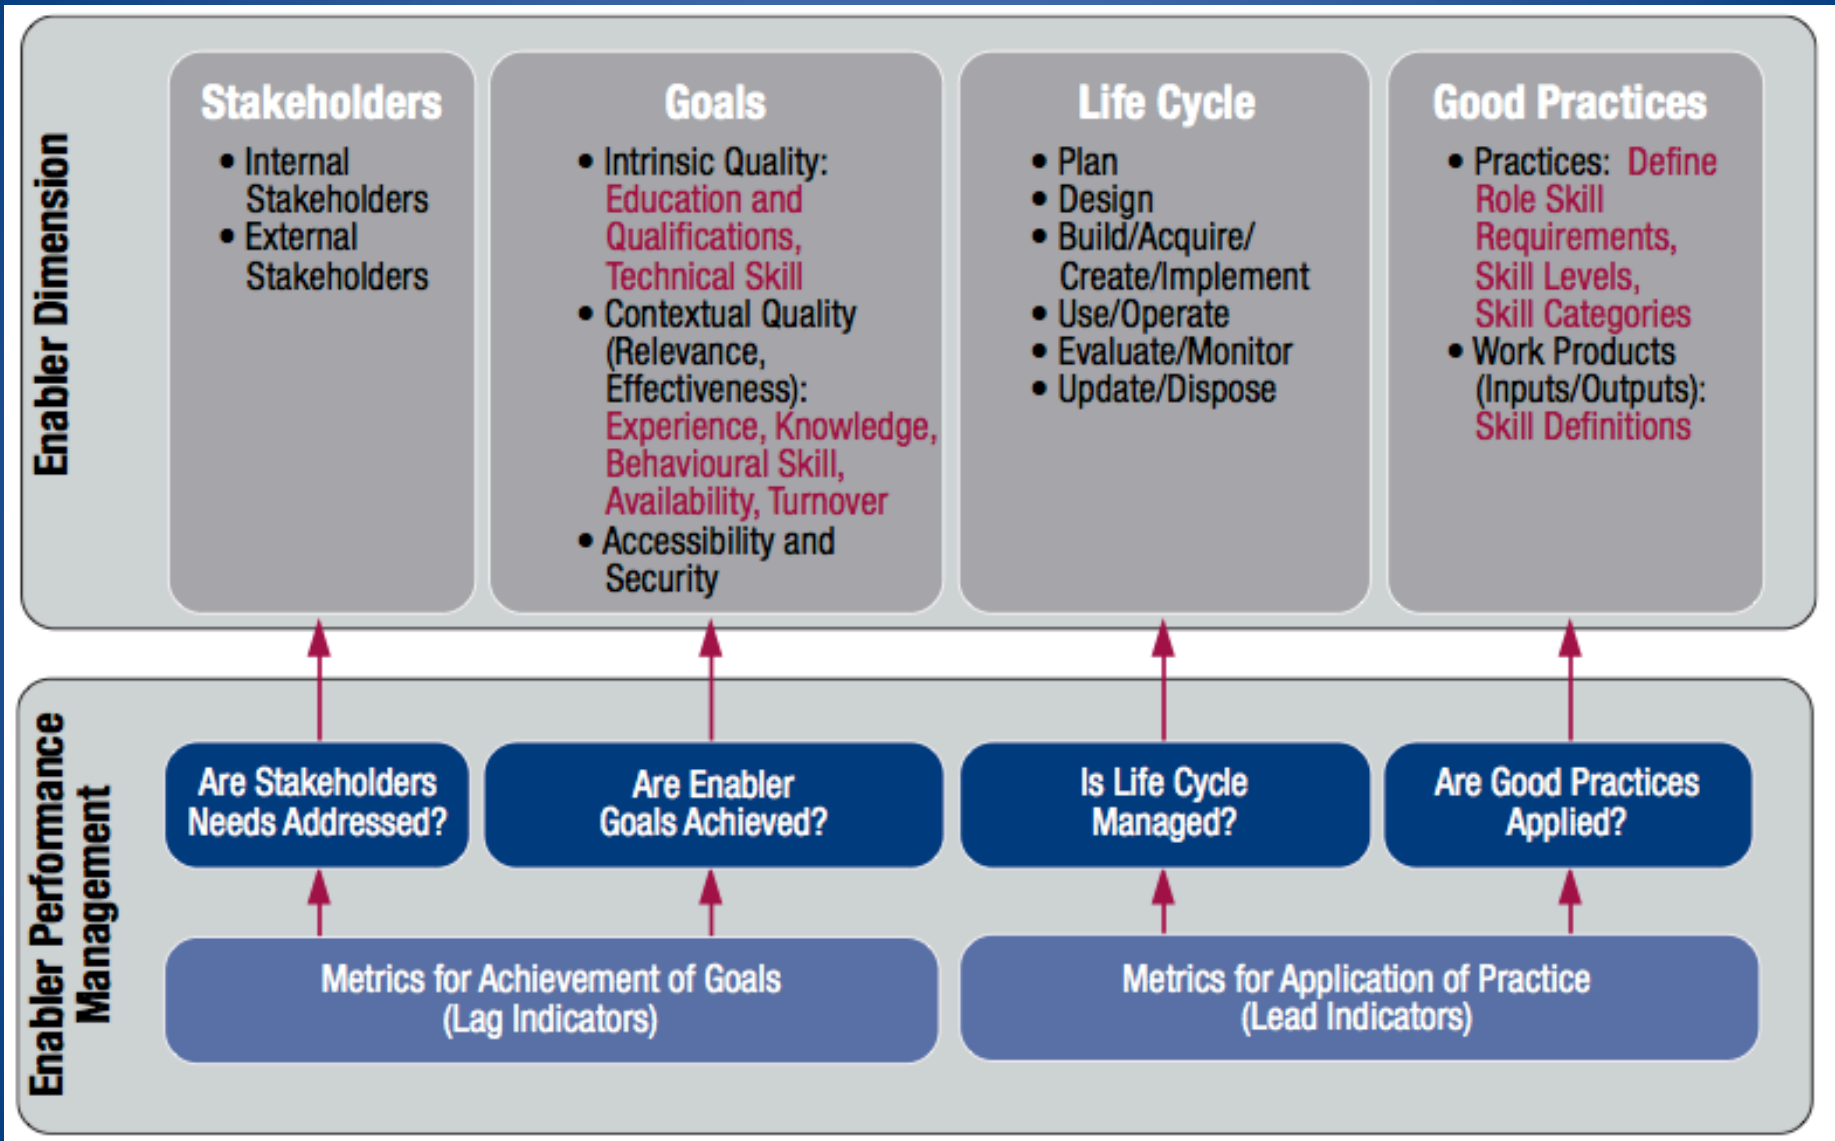 Enabler Dimension
Stakeholders
• Internal
Stakeholders
• External
Stakeholders
Goals
• Intrinsic Quality:
Education and
Qualifications,
Technical Skill
• Contextual Quality
(Relevance,
Effectiveness):
Experience, Knowledge,
Behavioural Skill,
Availability, Turnover
• Accessibility and
Security
Life Cycle
• Plan
• Design
• Build/Acquire/
Create/Implement
• Use/Operate
• Evaluate/Monitor
• Update/Dispose
Good Practices
• Practices: Define
Role Skill
Requirements,
Skill Levels,
Skill Categories
• Work Products
(Inputs/Outputs):
Skill Definitions
Enabler Performance
Management
Are Stakeholders
Needs Addressed?
Are Enabler
Goals Achieved?
Is Life Cycle
Managed?
Are Good Practices
Applied?
Metrics for Achievement of Goals
(Lag Indicators)
Metrics for Application of Practice
(Lead Indicators)